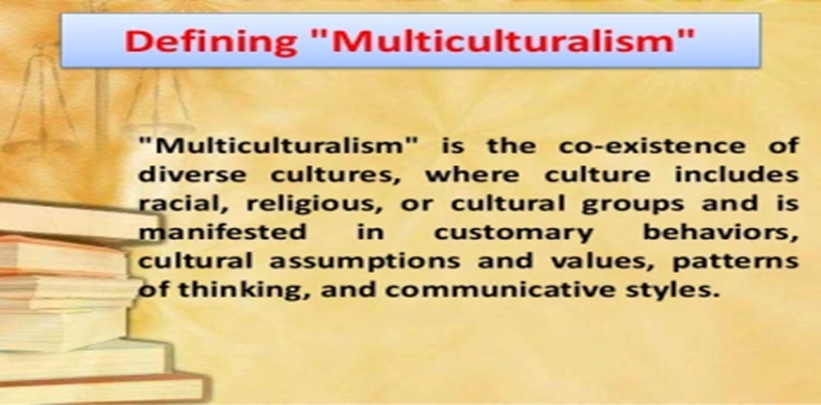 Defining "Multiculturalism"
"Multiculturalism" is the co-existence of
diverse cultures, where culture includes
racial, religious, or cultural groups and is
manifested in customary behaviors,
cultural assumptions and values, patterns
of thinking, and communicative styles.